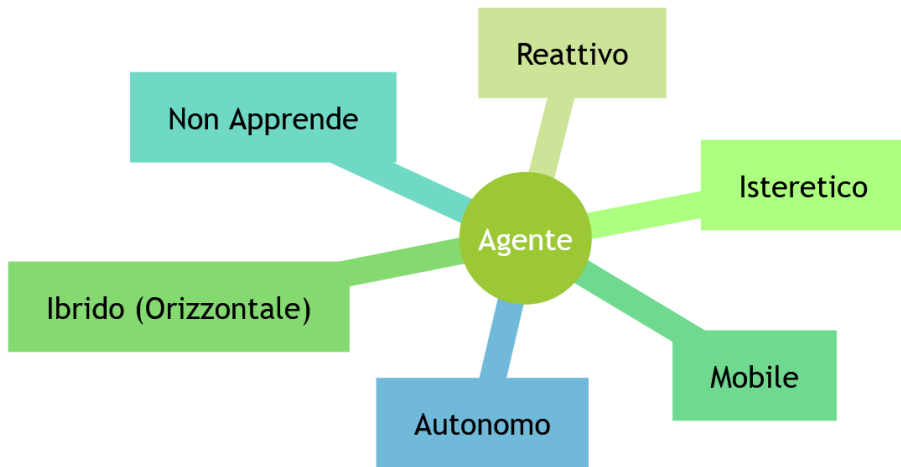 Reattivo
Non Apprende
Isteretico
Agente
Ibrido (Orizzontale)
Mobile
Autonomo